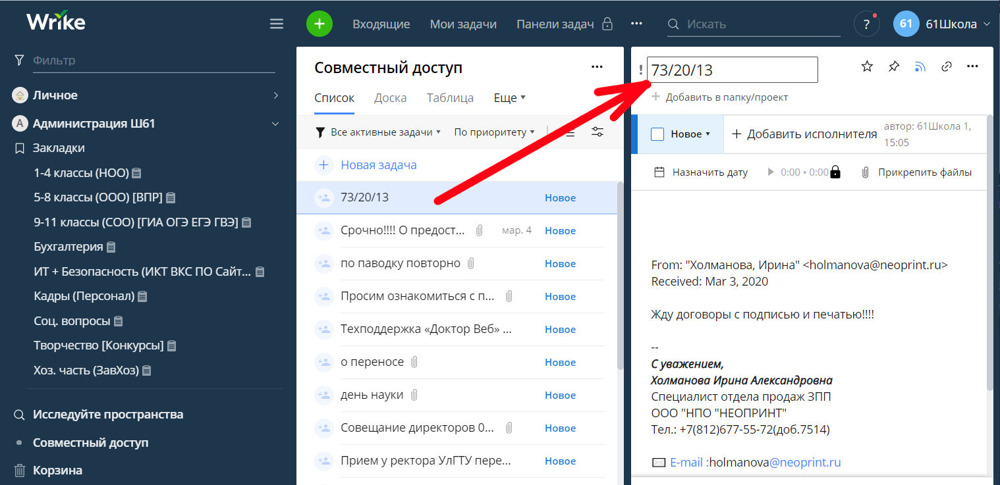 Wrike
Входящие Мои задачи Панели задач Искать ? 61 61Школа
Фильтр
Личное
А Администрация Ш61
Закладки
1-4 классы (НОО)
5-8 классы (ООО) [ВПР]
9-11 классы (СОО) [ГИА ОГЭ ЕГЭ ГВЭ]
Бухгалтерия
ИТ + Безопасность (ИКТ ВКС ПО Сайт...
Кадры (Персонал)
Соц. вопросы
Творчество [Конкурсы]
Хоз. часть (ЗавХоз)
Исследуйте пространства
Совместный доступ
Корзина
Совместный доступ
Список Доска Таблица Еще
Все активные задачи По приоритету
Новая задача
73/20/13 Новое
Срочно!!!! О предост... мар. 4 Новое
по паводку повторно Новое
Просим ознакомиться с п... Новое
Техподдержка «Доктор Веб» ... Новое
о переносе Новое
день науки Новое
Совещание директоров 0... Новое
Прием у ректора УлГТУ пере... Новое
! 73/20/13
+ Добавить в папку/проект
Новое + Добавить исполнителя автор: 61Школа 1,
15:05
Назначить дату 0:00 • 0:00 Прикрепить файлы
From: "Холманова, Ирина" <holmanova@neoprint.ru>
Received: Mar 3, 2020
Жду договоры с подписью и печатью!!!!
--
С уважением,
Холманова Ирина Александровна
Специалист отдела продаж ЗПП
ООО "НПО "НЕОПРИНТ"
Тел.: +7(812)677-55-72(доб.7514)
E-mail :holmanova@neoprint.ru